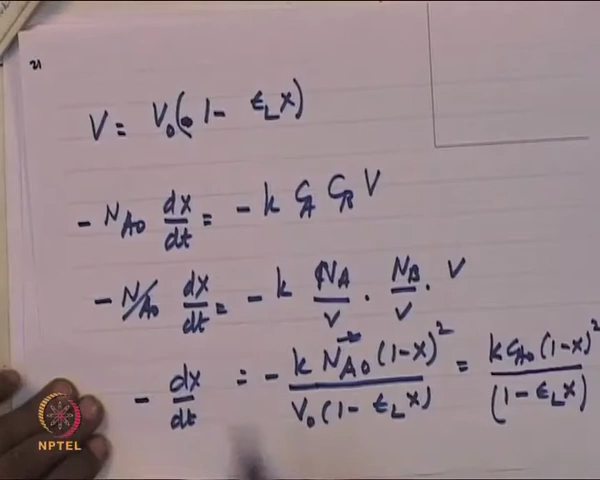 21
V = V₀(1 - ϵ_L x)
- N_A0 dx/dt = - k C_A C_B V
- N_A0 dx/dt = - k N_A/V · N_B/V · V
- dx/dt = - k N_A0 (1-x)² / V₀(1 - ϵ_L x) = k C_A0 (1-x)² / (1 - ϵ_L x)
NPTEL